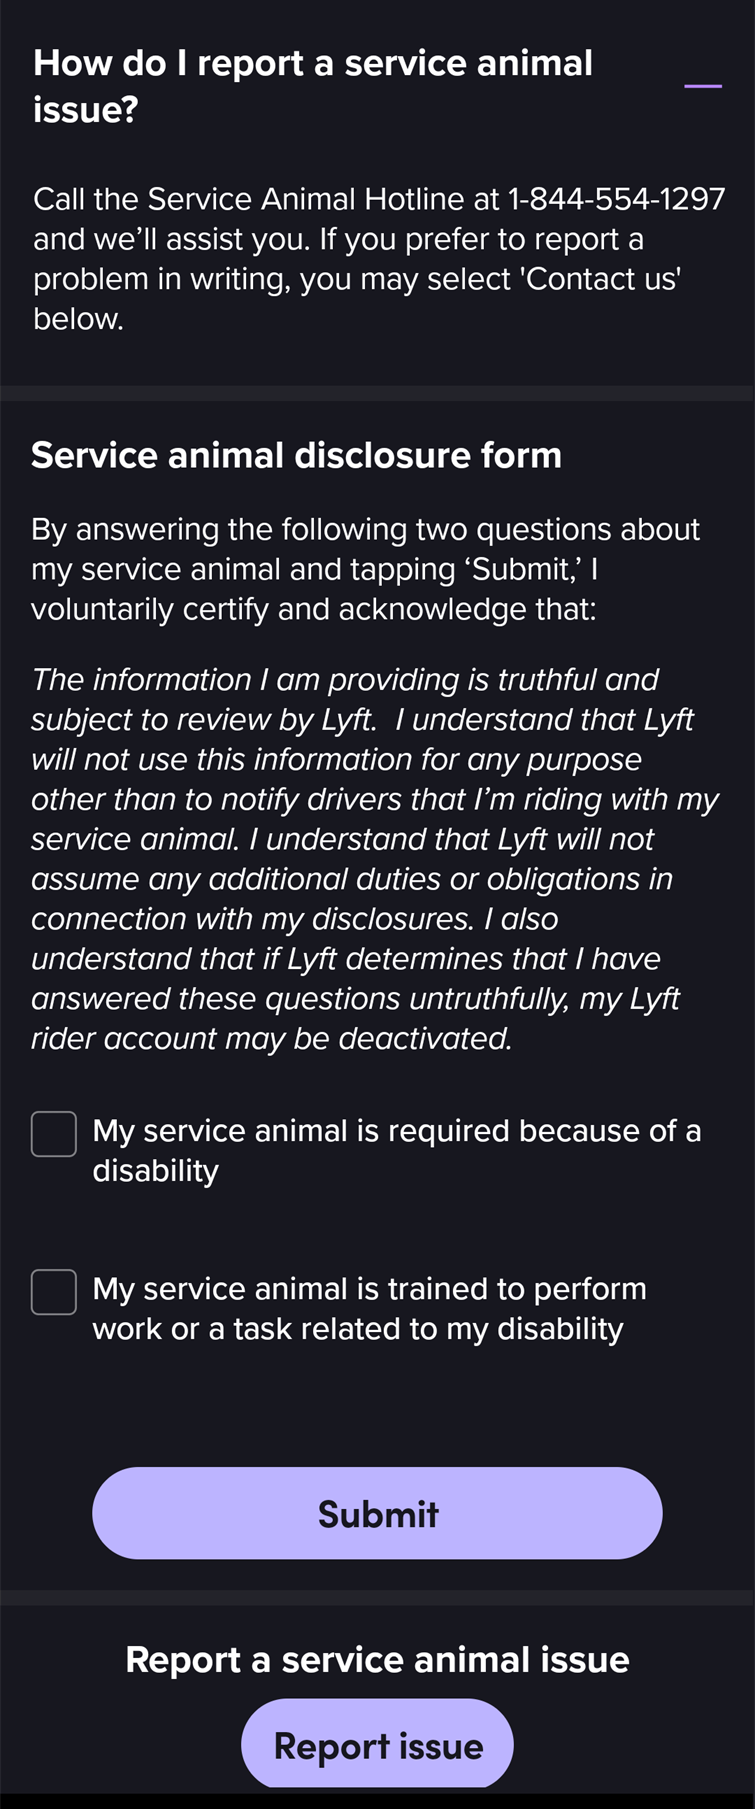 How do I report a service animal
issue?
Call the Service Animal Hotline at 1-844-554-1297
and we’ll assist you. If you prefer to report a
problem in writing, you may select 'Contact us'
below.
Service animal disclosure form
By answering the following two questions about
my service animal and tapping ‘Submit,’ I
voluntarily certify and acknowledge that:
The information I am providing is truthful and
subject to review by Lyft.  I understand that Lyft
will not use this information for any purpose
other than to notify drivers that I’m riding with my
service animal. I understand that Lyft will not
assume any additional duties or obligations in
connection with my disclosures. I also
understand that if Lyft determines that I have
answered these questions untruthfully, my Lyft
rider account may be deactivated.
My service animal is required because of a
disability
My service animal is trained to perform
work or a task related to my disability
Submit
Report a service animal issue
Report issue